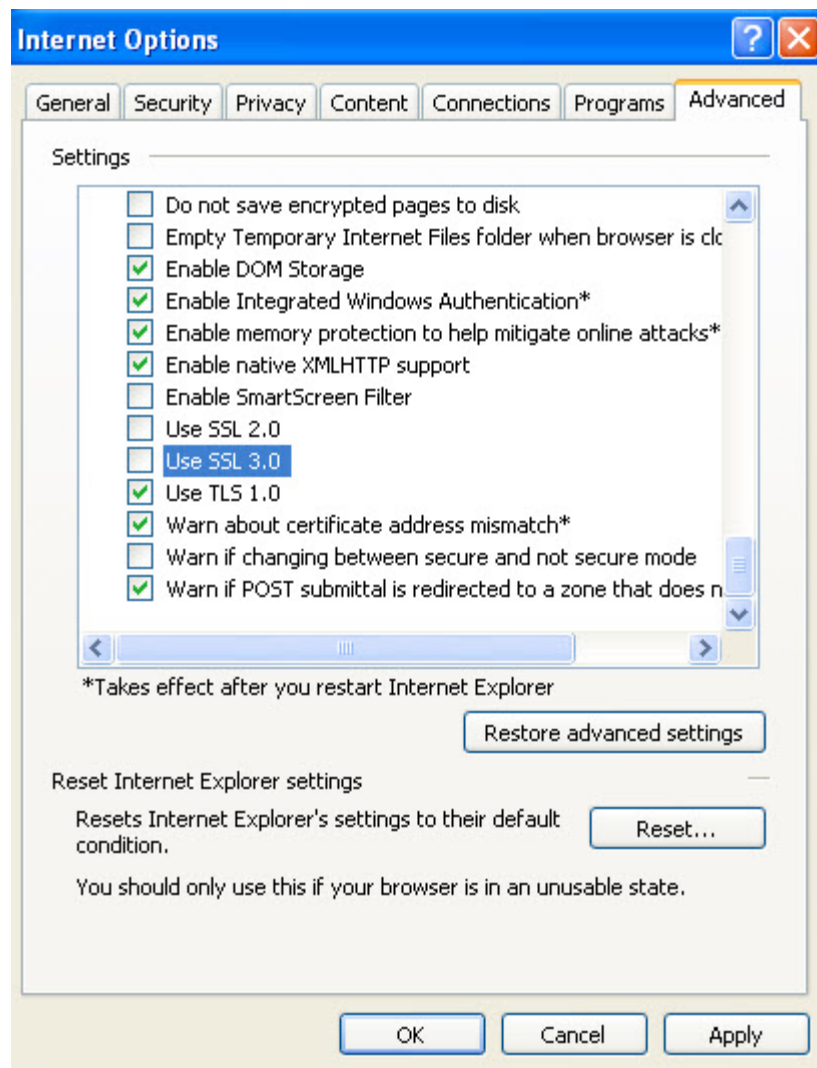 Internet Options
General Security Privacy Content Connections Programs Advanced
Settings
Do not save encrypted pages to disk
Empty Temporary Internet Files folder when browser is clo
Enable DOM Storage
Enable Integrated Windows Authentication*
Enable memory protection to help mitigate online attacks*
Enable native XMLHTTP support
Enable SmartScreen Filter
Use SSL 2.0
Use SSL 3.0
Use TLS 1.0
Warn about certificate address mismatch*
Warn if changing between secure and not secure mode
Warn if POST submittal is redirected to a zone that does n
*Takes effect after you restart Internet Explorer
Restore advanced settings
Reset Internet Explorer settings
Resets Internet Explorer's settings to their default
condition.
Reset...
You should only use this if your browser is in an unusable state.
OK Cancel Apply